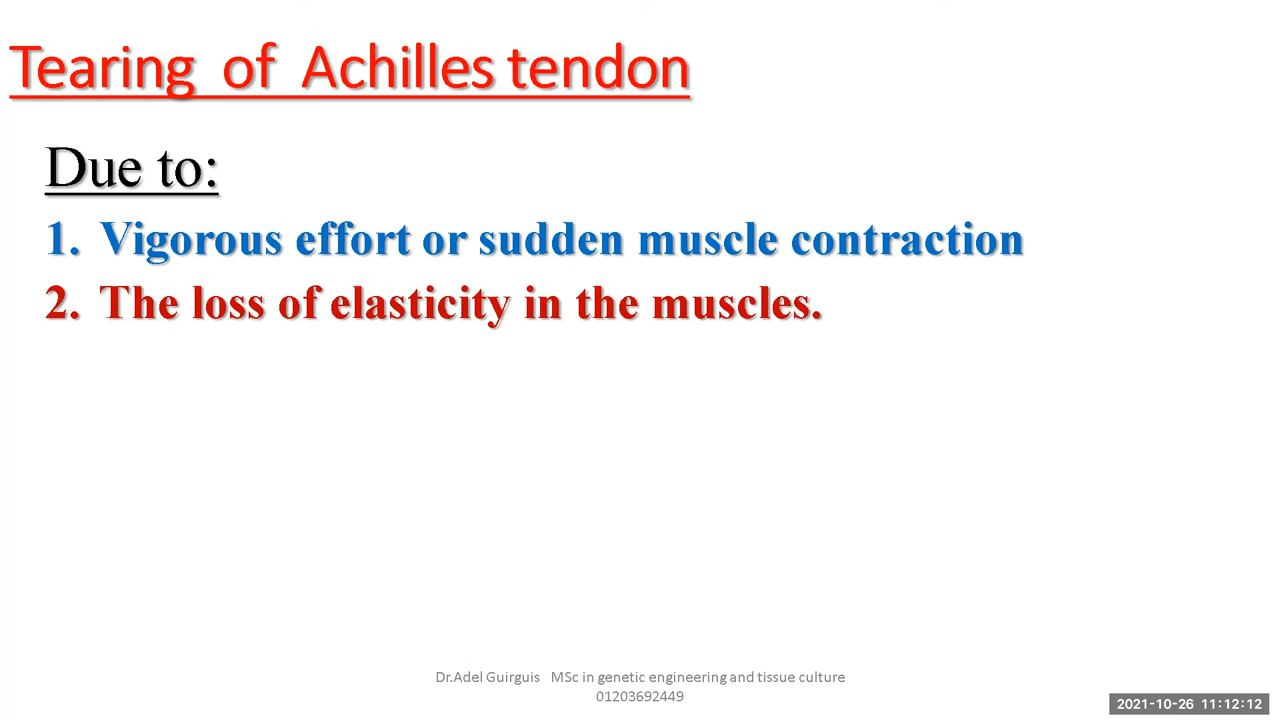 Tearing of Achilles tendon
Due to:
1. Vigorous effort or sudden muscle contraction
2. The loss of elasticity in the muscles.
Dr.Adel Guirguis MSc in genetic engineering and tissue culture
01203692449
2021-10-26 11:12:12